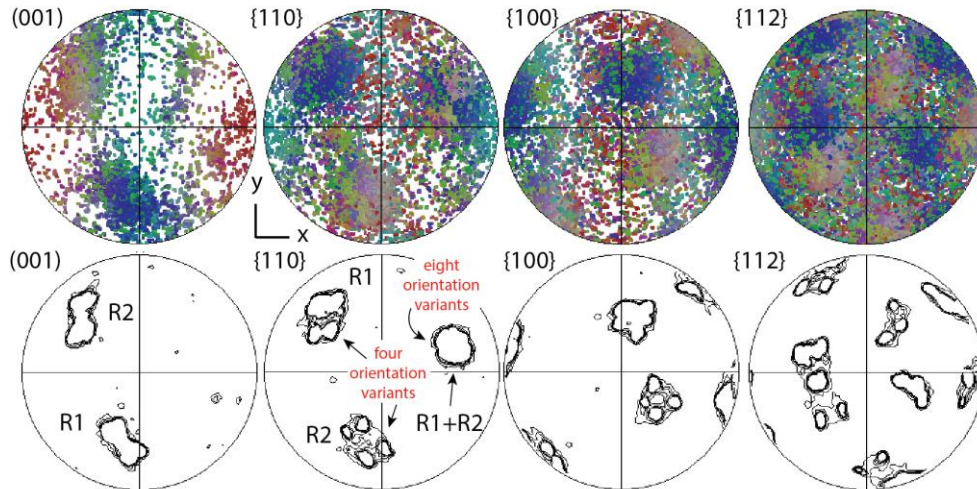 (001)
{110}
{100}
{112}
y
x
(001)
R2
R1
{110}
R1
eight
orientation
variants
four
orientation
variants
R2
R1+R2
{100}
{112}